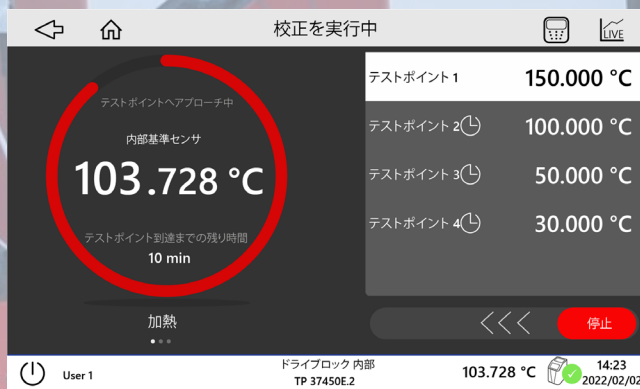 校正を実行中
LIVE
テストポイントへアプローチ中
内部基準センサ
103.728 °C
テストポイント到達までの残り時間
10 min
加熱
テストポイント 1 150.000 °C
テストポイント 2 100.000 °C
テストポイント 3 50.000 °C
テストポイント 4 30.000 °C
停止
User 1
ドライブロック 内部
TP 37450E.2
103.728 °C
14:23
2022/02/02